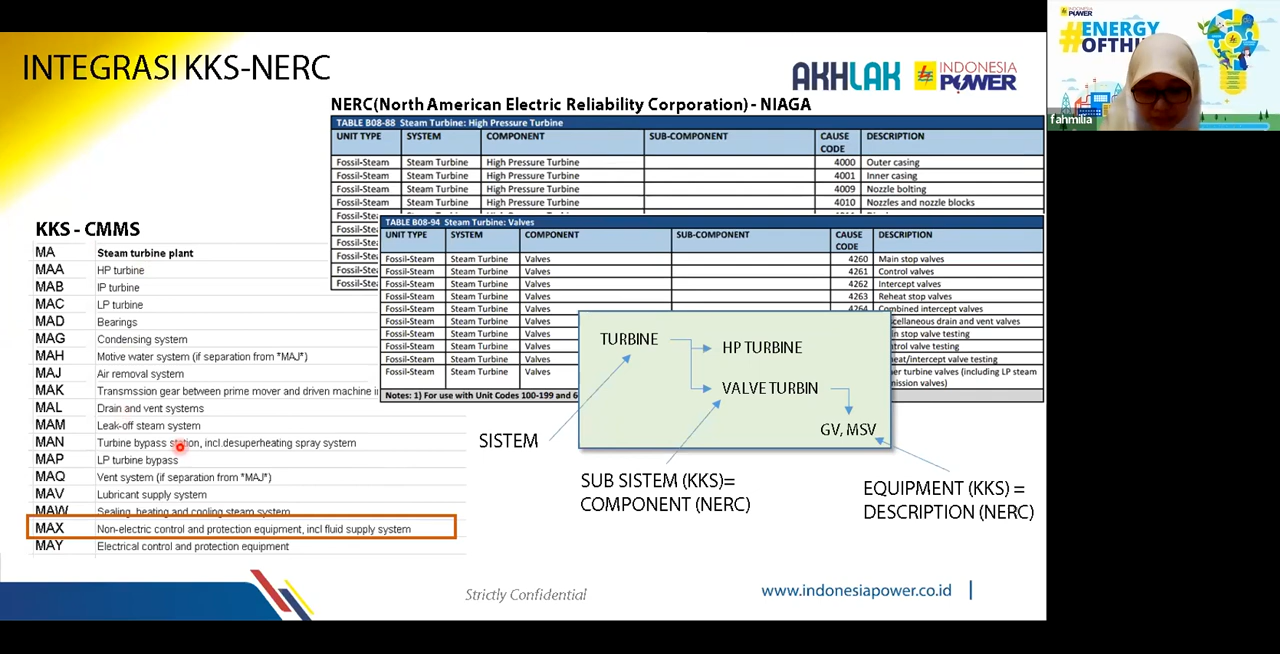 INTEGRASI KKS-NERC
AKHLAK
INDONESIA
POWER
NERC(North American Electric Reliability Corporation) - NIAGA
TABLE B08-88 Steam Turbine: High Pressure Turbine
UNIT TYPE SYSTEM COMPONENT SUB-COMPONENT CAUSE CODE DESCRIPTION
Fossil-Steam Steam Turbine High Pressure Turbine 4000 Outer casing
Fossil-Steam Steam Turbine High Pressure Turbine 4001 Inner casing
Fossil-Steam Steam Turbine High Pressure Turbine 4009 Nozzle bolting
Fossil-Steam Steam Turbine High Pressure Turbine 4010 Nozzles and nozzle blocks
TABLE B08-94 Steam Turbine: Valves
UNIT TYPE SYSTEM COMPONENT SUB-COMPONENT CAUSE CODE DESCRIPTION
Fossil-Steam Steam Turbine Valves 4260 Main stop valves
Fossil-Steam Steam Turbine Valves 4261 Control valves
Fossil-Steam Steam Turbine Valves 4262 Intercept valves
Fossil-Steam Steam Turbine Valves 4263 Reheat stop valves
Fossil-Steam Steam Turbine Valves 4264 Combined intercept valves
Fossil-Steam Steam Turbine Valves and vent valves
Fossil-Steam Steam Turbine Valves stop valve testing
Fossil-Steam Steam Turbine Valves valve testing
Fossil-Steam Steam Turbine Valves valve testing
Fossil-Steam Steam Turbine Valves turbine valves (including LP steam
valves)
Notes: 1) For use with Unit Codes 100-199 and
KKS - CMMS
MA Steam turbine plant
MAA HP turbine
MAB IP turbine
MAC LP turbine
MAD Bearings
MAG Condensing system
MAH Motive water system (if separation from *MAJ*)
MAJ Air removal system
MAK Transmssion gear between prime mover and driven machine
MAL Drain and vent systems
MAM Leak-off steam system
MAN Turbine bypass station, incl.desuperheating spray system
MAP LP turbine bypass
MAQ Vent system (if separation from *MAJ*)
MAV Lubricant supply system
MAW Sealing, heating and cooling steam system
MAX Non-electric control and protection equipment, incl fluid supply system
MAY Electrical control and protection equipment
TURBINE
HP TURBINE
VALVE TURBIN
GV, MSV
SISTEM
SUB SISTEM (KKS)=
COMPONENT (NERC)
EQUIPMENT (KKS) =
DESCRIPTION (NERC)
Strictly Confidential
www.indonesiapower.co.id
INDONESIA
POWER
#ENERGY
fahmilia